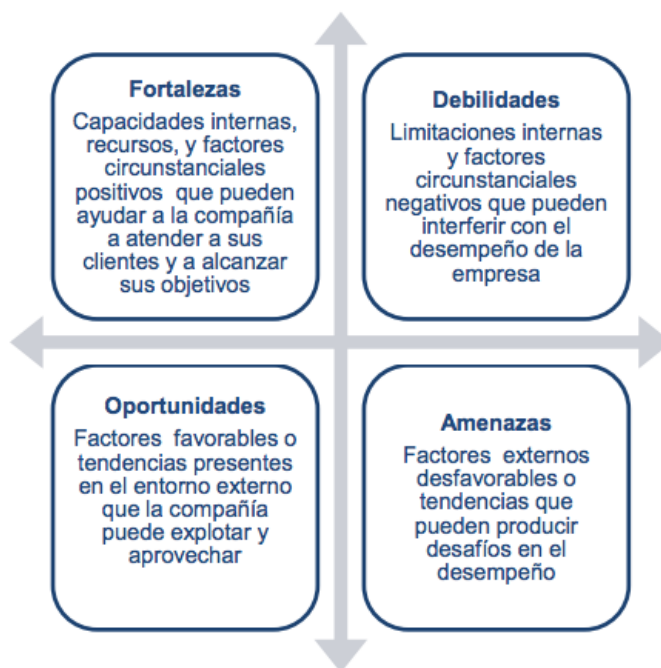 Fortalezas
Capacidades internas,
recursos, y factores
circunstanciales
positivos que pueden
ayudar a la compañía
a atender a sus
clientes y a alcanzar
sus objetivos
Debilidades
Limitaciones internas
y factores
circunstanciales
negativos que pueden
interferir con el
desempeño de la
empresa
Oportunidades
Factores favorables o
tendencias presentes
en el entorno externo
que la compañía
puede explotar y
aprovechar
Amenazas
Factores externos
desfavorables o
tendencias que
pueden producir
desafíos en el
desempeño